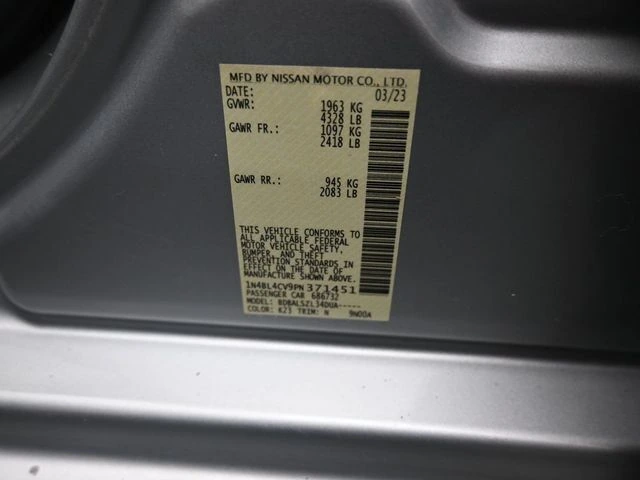 MFD BY NISSAN MOTOR CO., LTD.
DATE: 03/23
GVWR: 1963 KG
4328 LB
GAWR FR.: 1097 KG
2418 LB
GAWR RR.: 945 KG
2083 LB
THIS VEHICLE CONFORMS TO
ALL APPLICABLE FEDERAL
MOTOR VEHICLE SAFETY,
BUMPER, AND THEFT
PREVENTION STANDARDS
IN EFFECT ON THE DATE OF
MANUFACTURE SHOWN ABOVE.
1N4BL4CV9PN371451
PASSENGER CAR 686732
MODEL: BDBALSZL34DUA-----
COLOR: K23 TRIM: N 9N00A